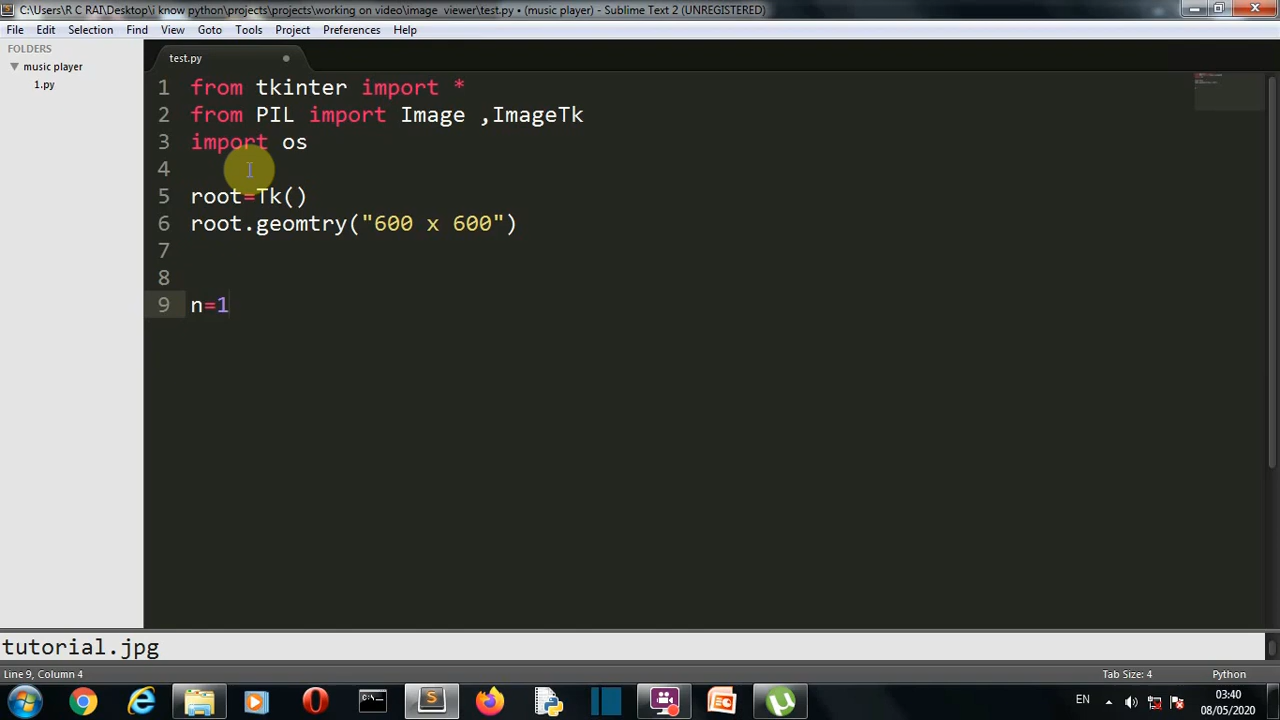 C:\Users\R C RAI\Desktop\i know python\projects\projects\working on video\image_viewer\test.py • (music player) - Sublime Text 2 (UNREGISTERED)
File Edit Selection Find View Goto Tools Project Preferences Help
FOLDERS
music player
1.py
test.py
1 from tkinter import *
2 from PIL import Image ,ImageTk
3 import os
4
5 root=Tk()
6 root.geomtry("600 x 600")
7
8
9 n=1
tutorial.jpg
Line 9, Column 4
Tab Size: 4
Python
EN
03:40
08/05/2020